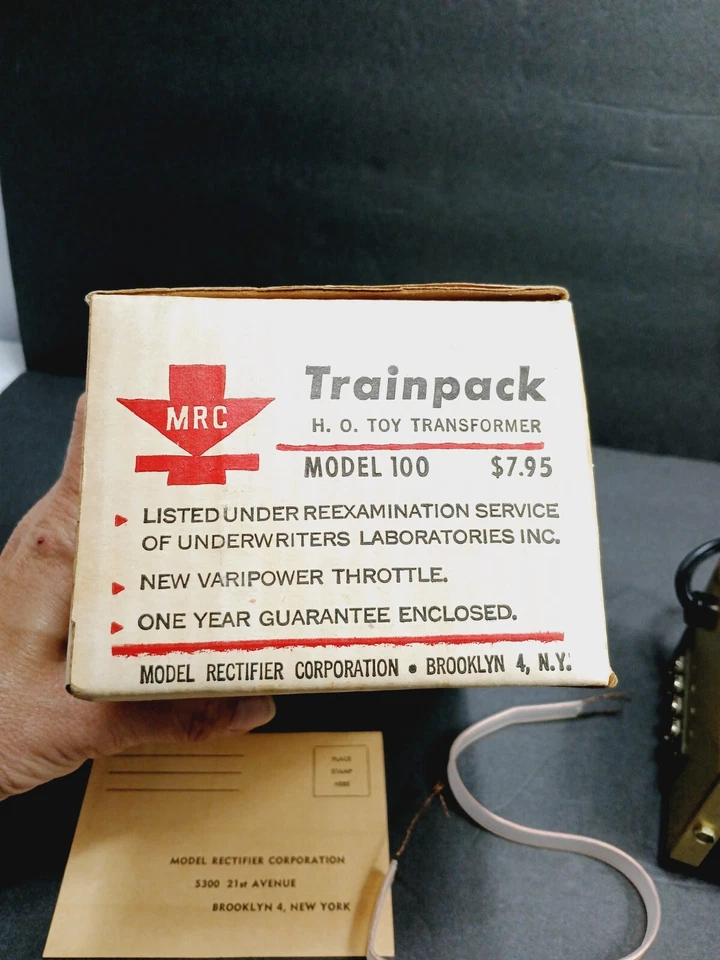 MRC
Trainpack
H. O. TOY TRANSFORMER
MODEL 100 $7.95
LISTED UNDER REEXAMINATION SERVICE
OF UNDERWRITERS LABORATORIES INC.
NEW VARIPOWER THROTTLE.
ONE YEAR GUARANTEE ENCLOSED.
MODEL RECTIFIER CORPORATION • BROOKLYN 4, N.Y.
PLACE
STAMP
HERE
MODEL RECTIFIER CORPORATION
5300 21st AVENUE
BROOKLYN 4, NEW YORK